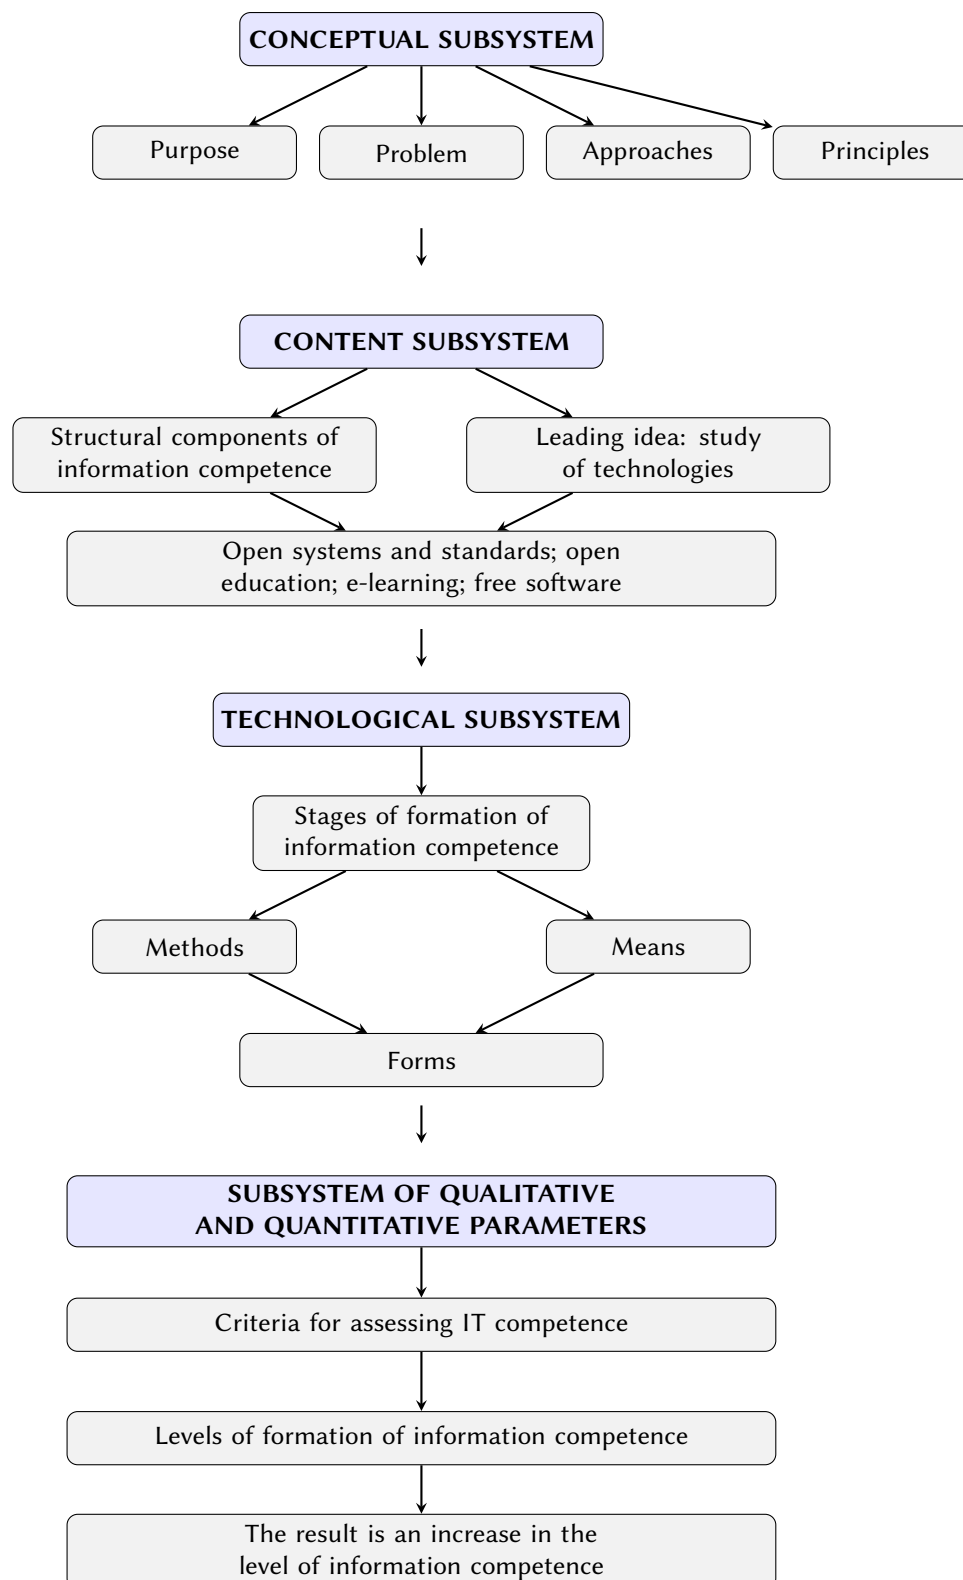 CONCEPTUAL SUBSYSTEM
Purpose
Problem
Approaches
Principles
CONTENT SUBSYSTEM
Structural components of
information competence
Leading idea: study
of technologies
Open systems and standards; open
education; e-learning; free software
TECHNOLOGICAL SUBSYSTEM
Stages of formation of
information competence
Methods
Means
Forms
SUBSYSTEM OF QUALITATIVE
AND QUANTITATIVE PARAMETERS
Criteria for assessing IT competence
Levels of formation of information competence
The result is an increase in the
level of information competence